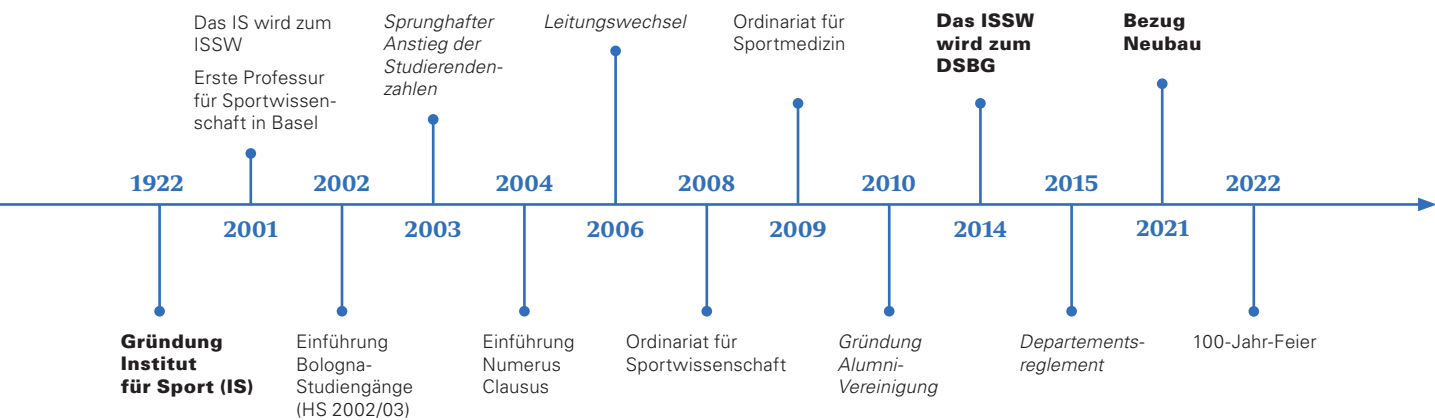 Das IS wird zum
ISSW
Erste Professur
für Sportwissen-
schaft in Basel
Sprunghafter
Anstieg der
Studierenden-
zahlen
Leitungswechsel
Ordinariat für
Sportmedizin
Das ISSW
wird zum
DSBG
Bezug
Neubau
1922
2002
2004
2008
2010
2015
2022
2001
2003
2006
2009
2014
2021
Gründung
Institut
für Sport (IS)
Einführung
Bologna-
Studiengänge
(HS 2002/03)
Einführung
Numerus
Clausus
Ordinariat für
Sportwissenschaft
Gründung
Alumni-
Vereinigung
Departements-
reglement
100-Jahr-Feier